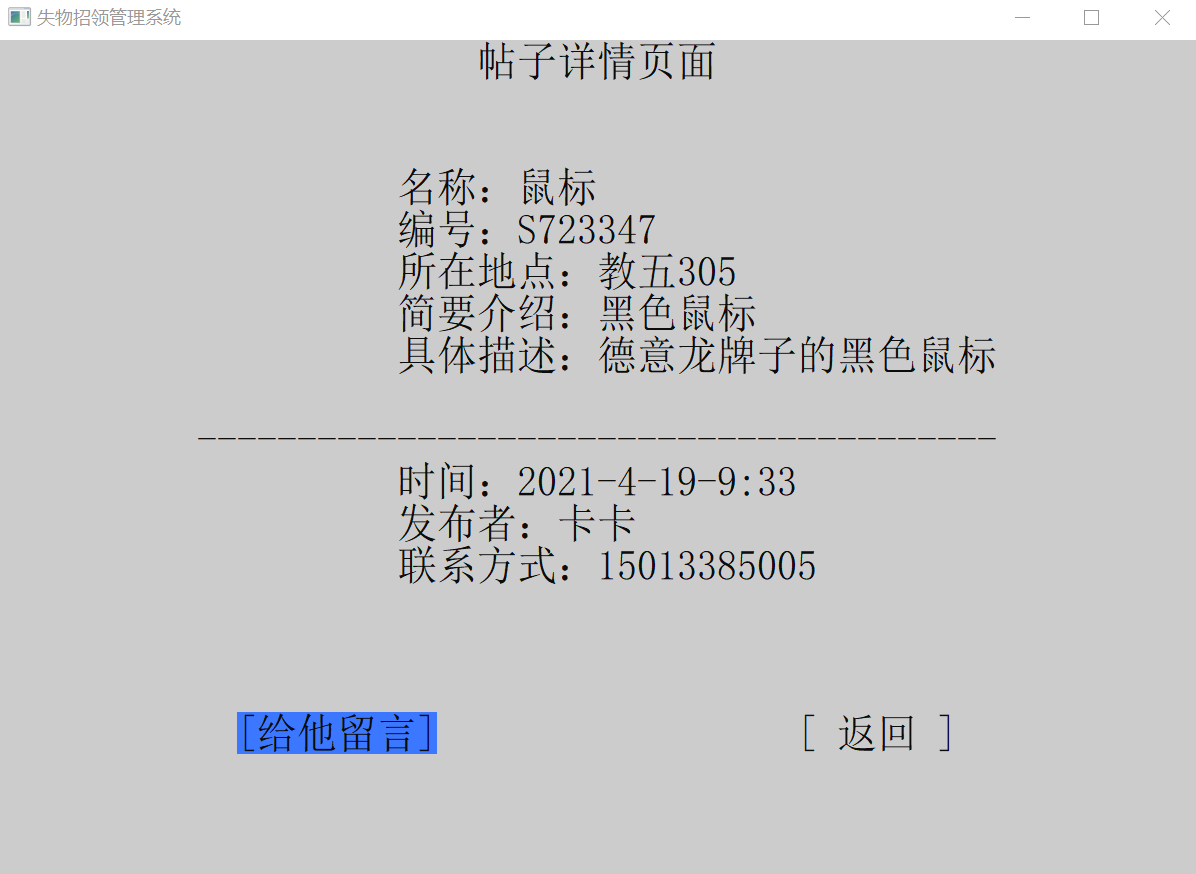 失物招领管理系统
帖子详情页面
名称：鼠标
编号：S723347
所在地点：教五305
简要介绍：黑色鼠标
具体描述：德意龙牌子的黑色鼠标
----------------------------------------
时间：2021-4-19-9:33
发布者：卡卡
联系方式：15013385005
[给他留言] [ 返回 ]